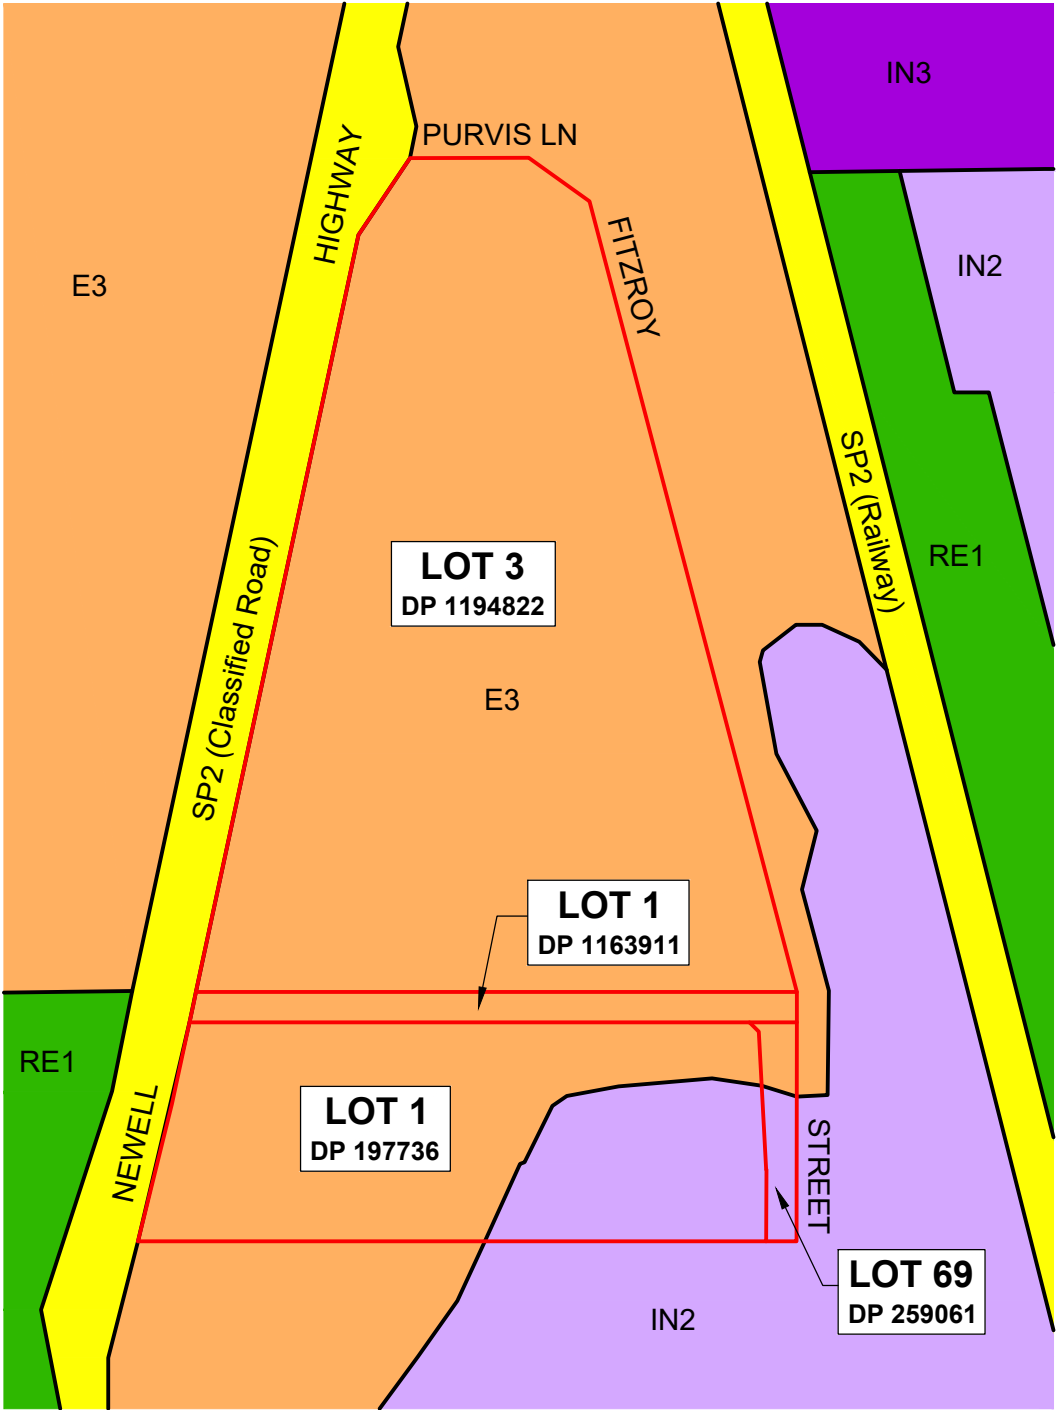 IN3
PURVIS LN
HIGHWAY
FITZROY
IN2
E3
SP2 (Railway)
LOT 3
DP 1194822
RE1
SP2 (Classified Road)
E3
LOT 1
DP 1163911
RE1
NEWELL
LOT 1
DP 197736
STREET
LOT 69
DP 259061
IN2